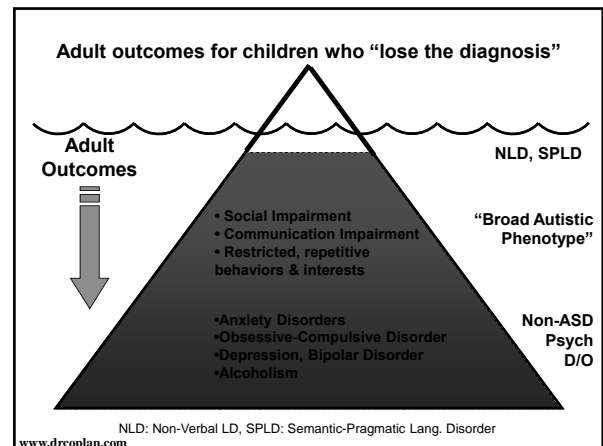 Adult outcomes for children who “lose the diagnosis”
Adult
Outcomes
NLD, SPLD
• Social Impairment
• Communication Impairment
• Restricted, repetitive
behaviors & interests
“Broad Autistic
Phenotype”
•Anxiety Disorders
•Obsessive-Compulsive Disorder
•Depression, Bipolar Disorder
•Alcoholism
Non-ASD
Psych
D/O
NLD: Non-Verbal LD, SPLD: Semantic-Pragmatic Lang. Disorder
www.drcoplan.com